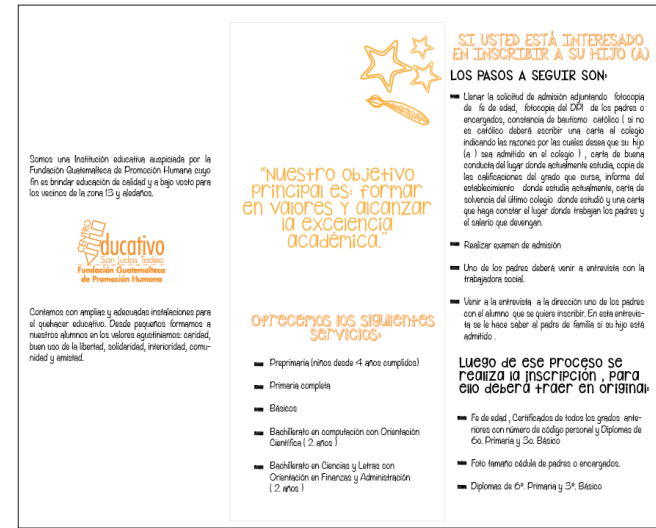 Somos una Institución educativa auspiciada por la
Fundación Guatemalteca de Promoción Humana cuyo
fin es brindar educación de calidad y a bajo vosto para
los vecinos de la zona 13 y aledaños.
CENTRO
Educativo
San Judas Tadeo
Fundación Guatemalteca
de Promoción Humana
Contamos con amplias y adecuadas instalaciones para
el quehacer educativo. Desde pequeños formamos a
nuestros alumnos en los valores agustinianos: caridad,
buen uso de la libertad, solidaridad, interioridad, comu-
nidad y amistad.
"Nuestro objetivo
principal es: formar
en valores y alcanzar
la excelencia
académica."
Ofrecemos los siguientes
servicios:
Preprimaria (niños desde 4 años cumplidos)
Primaria completa
Básicos
Bachillerato en computación con Orientación
Científica ( 2 años )
Bachillerato en Ciencias y Letras con
Orientación en Finanzas y Administración
( 2 años )
SI USTED ESTÁ INTERESADO
EN INSCRIBIR A SU HIJO (A)
LOS PASOS A SEGUIR SON:
Llenar la solicitud de admisión adjuntando fotocopia
de fe de edad, fotocopia del DPI de los padres o
encargados, constancia de bautismo católico ( si no
es católico deberá escribir una carta al colegio
indicando las razones por las cuales desea que su hijo
(a ) sea admitido en el colegio ) , carta de buena
conducta del lugar donde actualmente estudia, copia de
las calificaciones del grado que cursa, informe del
establecimiento donde estudia actualmente, carta de
solvencia del último colegio donde estudió y una carta
que haga constar el lugar donde trabajan los padres y
el salario que devengan.
Realizar examen de admisión
Uno de los padres deberá venir a entrevista con la
trabajadora social.
Venir a la entrevista a la dirección uno de los padres
con el alumno que se quiere inscribir. En esta entrevis-
ta se le hace saber al padre de familia si su hijo está
admitido .
Luego de ese proceso se
realiza la inscripción , para
ello deberá traer en original:
Fe de edad , Certificados de todos los grados ante-
riores con número de código personal y Diplomas de
6o. Primaria y 3o. Básico
Foto tamaño cédula de padres o encargados.
Diplomas de 6º. Primaria y 3º. Básico